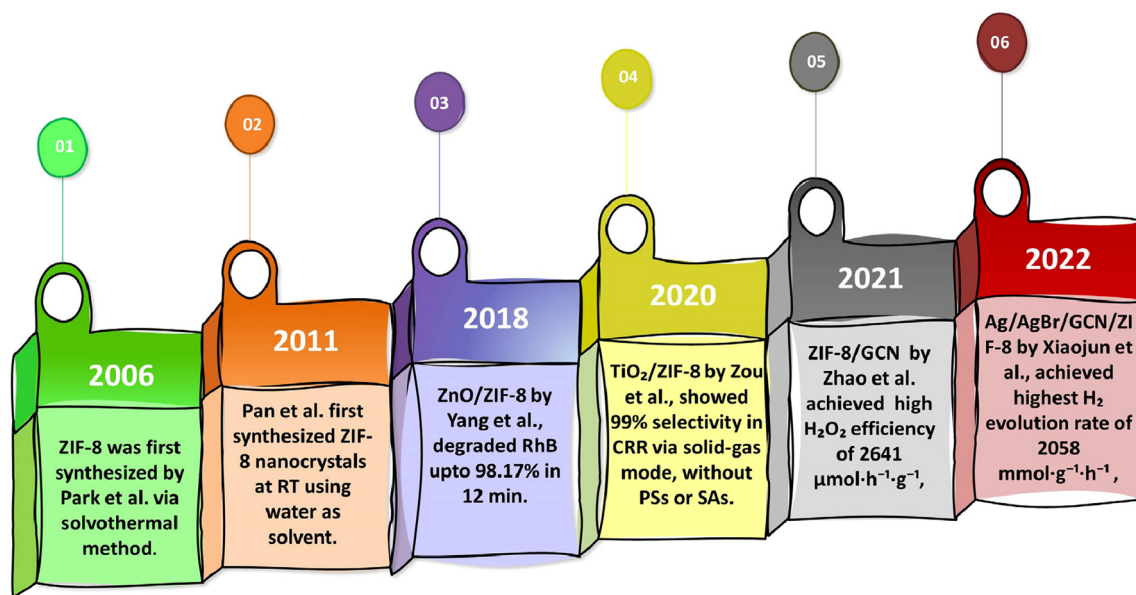 01
02
03
04
05
06
2006
ZIF-8 was first
synthesized by
Park et al. via
solvothermal
method.
2011
Pan et al. first
synthesized ZIF-
8 nanocrystals
at RT using
water as
solvent.
2018
ZnO/ZIF-8 by
Yang et al.,
degraded RhB
upto 98.17% in
12 min.
2020
TiO₂/ZIF-8 by Zou
et al., showed
99% selectivity in
CRR via solid-gas
mode, without
PSs or SAs.
2021
ZIF-8/GCN by
Zhao et al.
achieved high
H₂O₂ efficiency
of 2641
μmol·h⁻¹·g⁻¹,
2022
Ag/AgBr/GCN/ZI
F-8 by Xiaojun et
al., achieved
highest H₂
evolution rate of
2058
mmol·g⁻¹·h⁻¹,